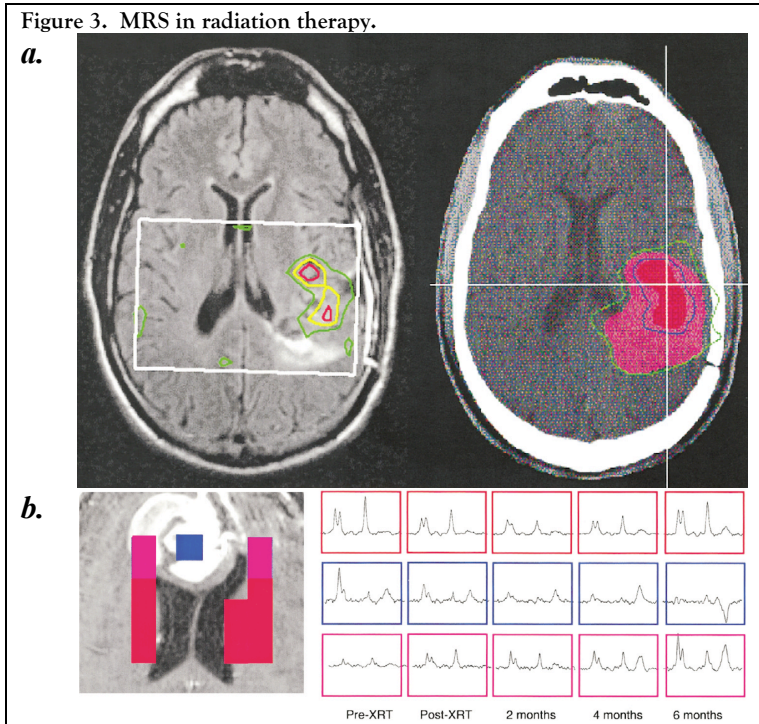 Figure 3. MRS in radiation therapy.
a.
b.
Pre-XRT Post-XRT 2 months 4 months 6 months